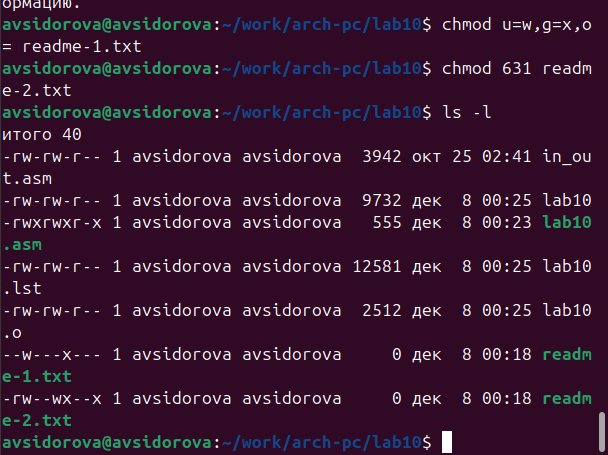 ормацию.
avsidorova@avsidorova:~/work/arch-pc/lab10$ chmod u=w,g=x,o
= readme-1.txt
avsidorova@avsidorova:~/work/arch-pc/lab10$ chmod 631 readm
e-2.txt
avsidorova@avsidorova:~/work/arch-pc/lab10$ ls -l
итого 40
-rw-rw-r-- 1 avsidorova avsidorova  3942 окт 25 02:41 in_ou
t.asm
-rw-rw-r-- 1 avsidorova avsidorova  9732 дек  8 00:25 lab10
-rwxrwxr-x 1 avsidorova avsidorova   555 дек  8 00:23 lab10
.asm
-rw-rw-r-- 1 avsidorova avsidorova 12581 дек  8 00:25 lab10
.lst
-rw-rw-r-- 1 avsidorova avsidorova  2512 дек  8 00:25 lab10
.o
--w---x--- 1 avsidorova avsidorova     0 дек  8 00:18 readm
e-1.txt
-rw--wx--x 1 avsidorova avsidorova     0 дек  8 00:18 readm
e-2.txt
avsidorova@avsidorova:~/work/arch-pc/lab10$